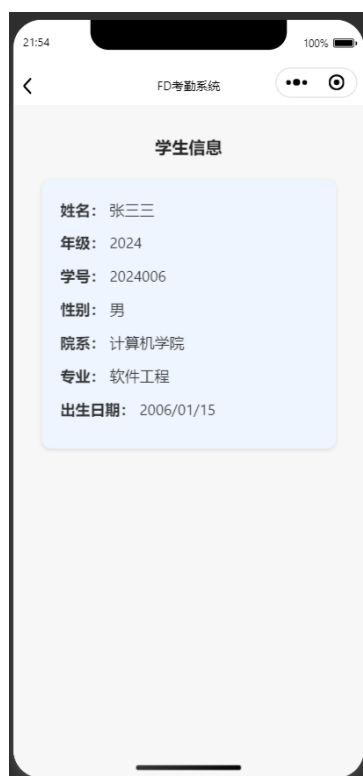 21:54
100%
FD考勤系统
学生信息
姓名： 张三三
年级： 2024
学号： 2024006
性别： 男
院系： 计算机学院
专业： 软件工程
出生日期： 2006/01/15